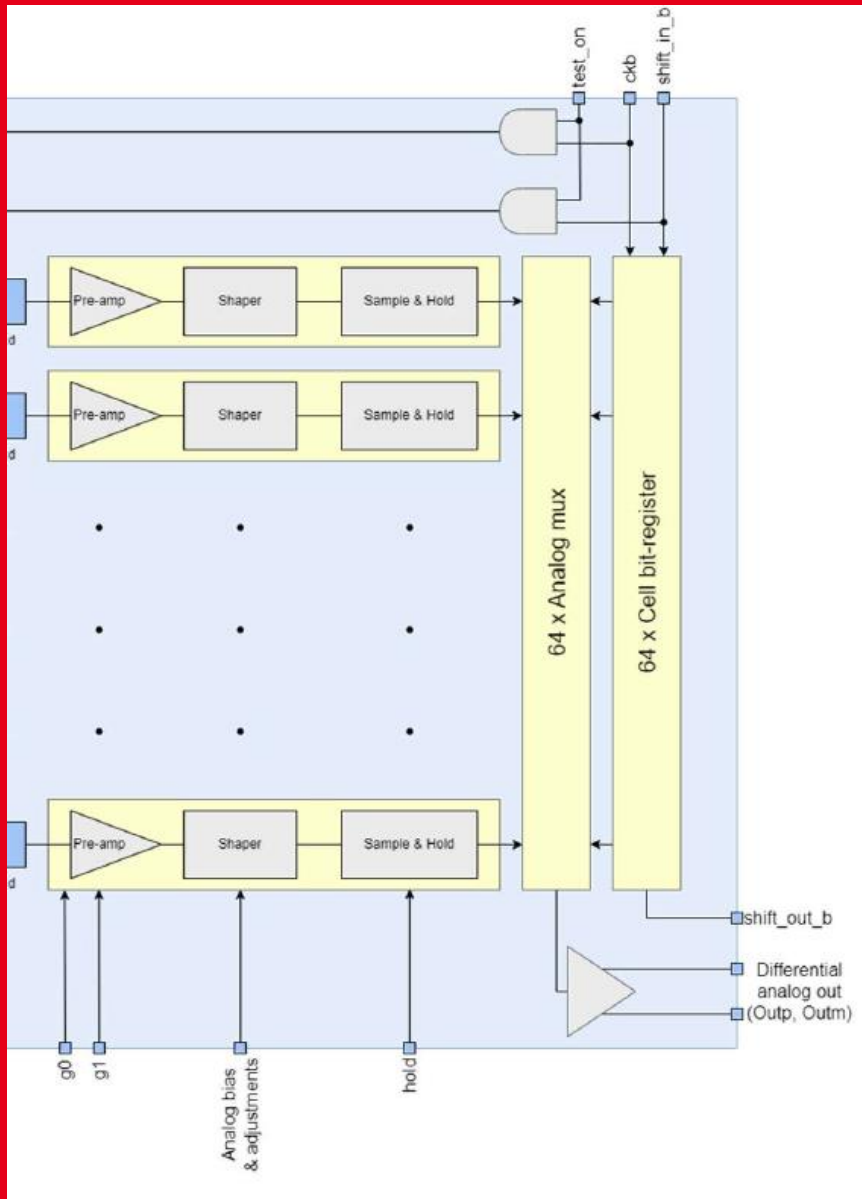 test_on
ckb
shift_in_b
Pre-amp
Shaper
Sample & Hold
d
Pre-amp
Shaper
Sample & Hold
d
64 x Analog mux
64 x Cell bit-register
Pre-amp
Shaper
Sample & Hold
d
shift_out_b
Differential
analog out
(Outp, Outm)
g0
g1
Analog bias
& adjustments
hold